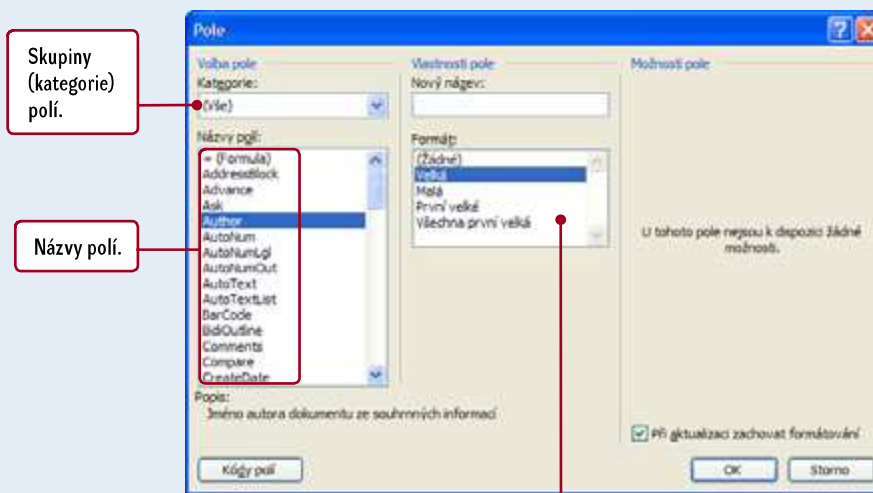 Pole
Skupiny
(kategorie)
polí.
Názvy polí.
Volba pole
Kategorie:
(Vše)
Názvy polí:
= (Formula)
AddressBlock
Advance
Ask
Author
AutoNum
AutoNumLgl
AutoNumOut
AutoText
AutoTextList
BarCode
BidiOutline
Comments
Compare
CreateDate
Vlastnosti pole
Nový název:
Formát:
(Žádné)
Velká
Malá
První velké
Všechna první velká
Možnosti pole
U tohoto pole nejsou k dispozici žádné
možnosti.
Popis:
Jméno autora dokumentu ze souhrnných informací
Při aktualizaci zachovat formátování
Kódy polí
OK
Storno